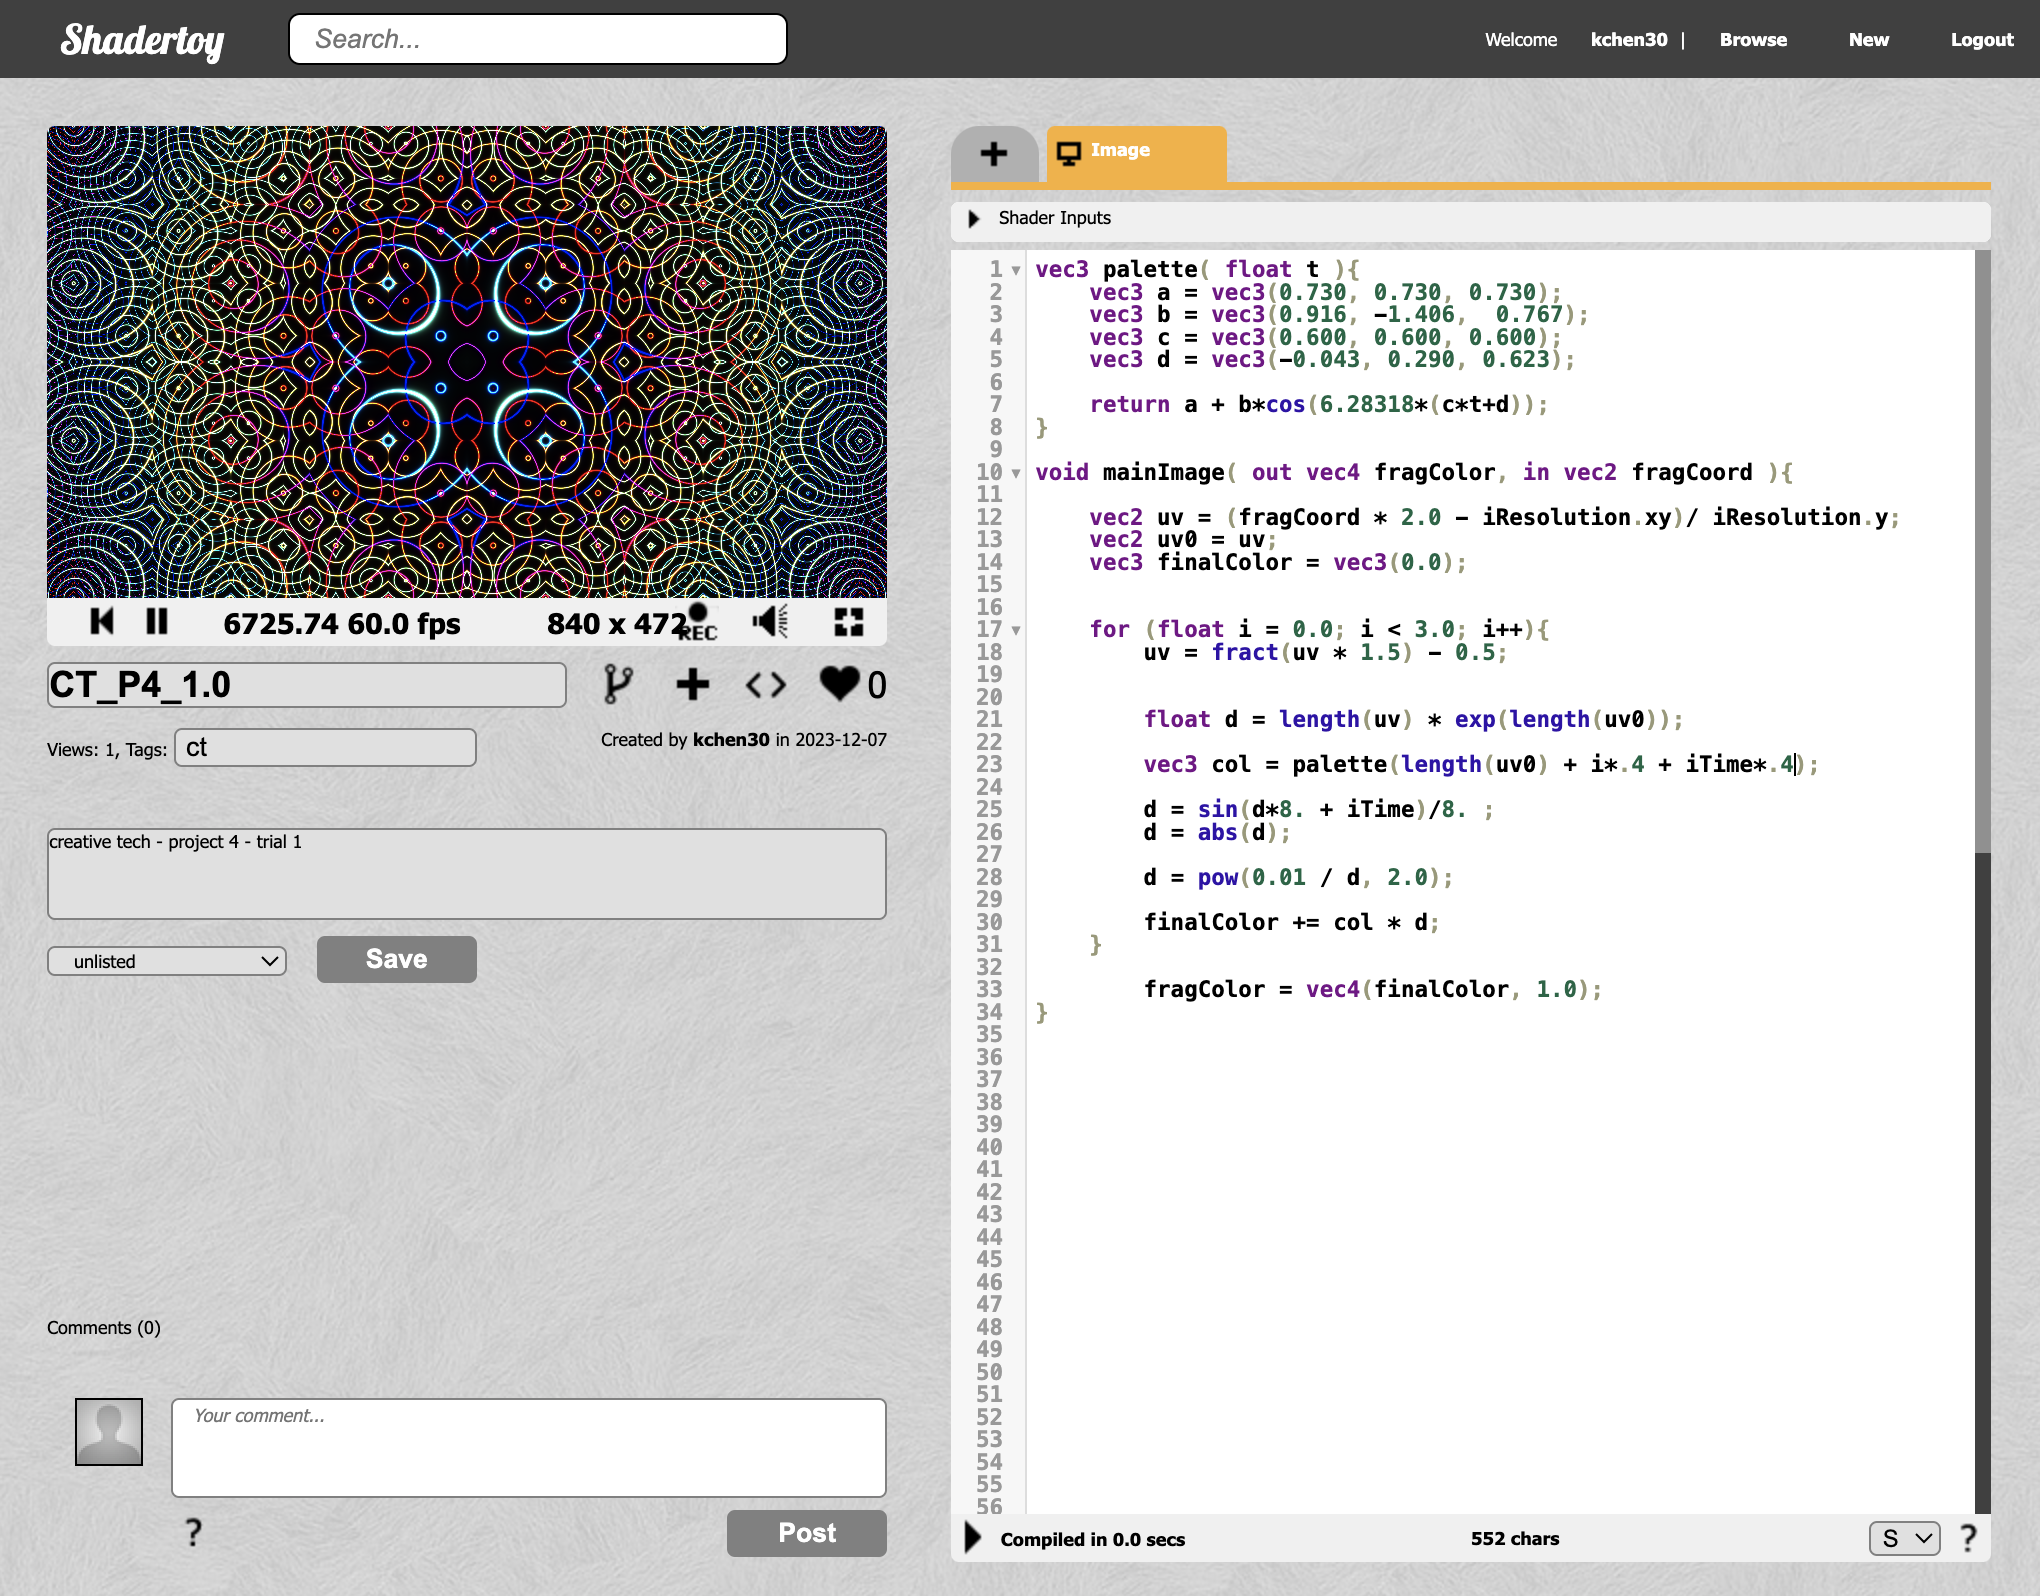 Shadertoy
Search...
Welcome kchen30 | Browse New Logout
6725.74 60.0 fps 840 x 472 REC
CT_P4_1.0
0
Views: 1, Tags: ct
Created by kchen30 in 2023-12-07
creative tech - project 4 - trial 1
unlisted
Save
Comments (0)
Your comment...
?
Post
Image
Shader Inputs
1 vec3 palette( float t ){
2 vec3 a = vec3(0.730, 0.730, 0.730);
3 vec3 b = vec3(0.916, -1.406,  0.767);
4 vec3 c = vec3(0.600, 0.600, 0.600);
5 vec3 d = vec3(-0.043, 0.290, 0.623);
6
7 return a + b*cos(6.28318*(c*t+d));
8 }
9
10 void mainImage( out vec4 fragColor, in vec2 fragCoord ){
11
12 vec2 uv = (fragCoord * 2.0 - iResolution.xy)/ iResolution.y;
13 vec2 uv0 = uv;
14 vec3 finalColor = vec3(0.0);
15
16
17 for (float i = 0.0; i < 3.0; i++){
18 uv = fract(uv * 1.5) - 0.5;
19
20
21 float d = length(uv) * exp(length(uv0));
22
23 vec3 col = palette(length(uv0) + i*.4 + iTime*.4);
24
25 d = sin(d*8. + iTime)/8. ;
26 d = abs(d);
27
28 d = pow(0.01 / d, 2.0);
29
30 finalColor += col * d;
31 }
32
33 fragColor = vec4(finalColor, 1.0);
34 }
35
36
37
38
39
40
41
42
43
44
45
46
47
48
49
50
51
52
53
54
55
56
Compiled in 0.0 secs 552 chars S ?